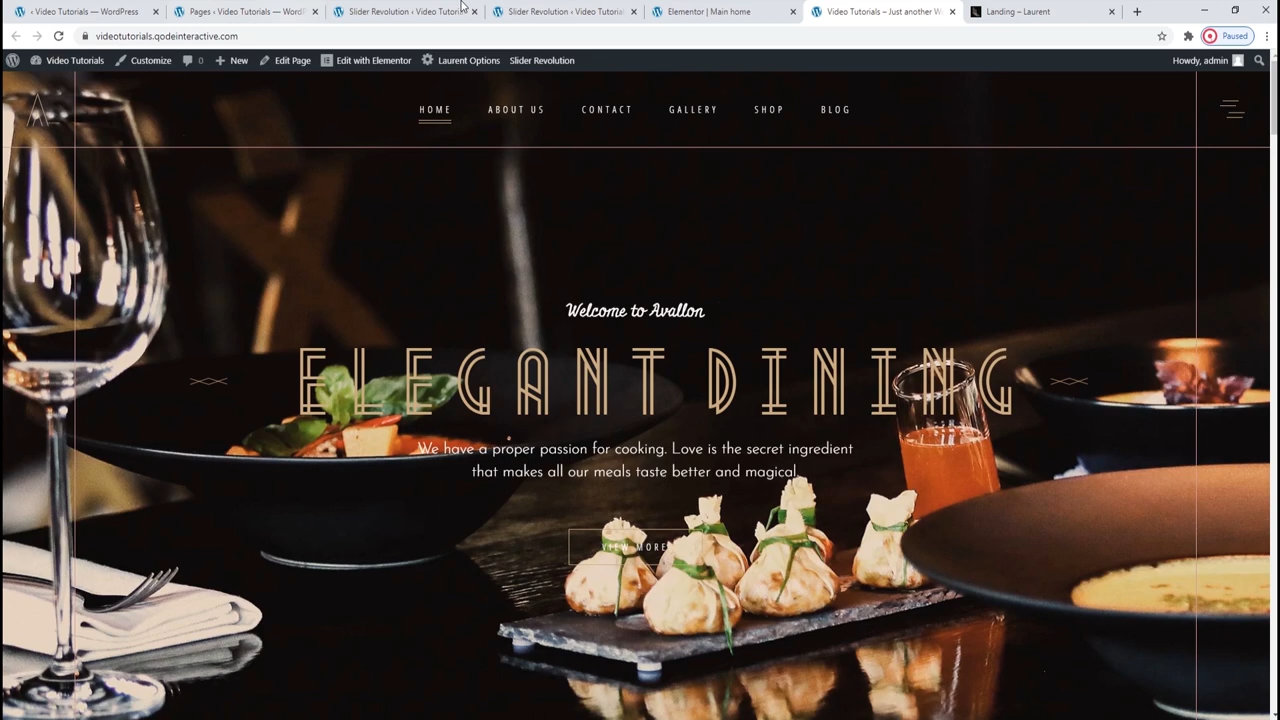 ‹ Video Tutorials — WordPress
Pages ‹ Video Tutorials — WordP
Slider Revolution ‹ Video Tutori
Slider Revolution ‹ Video Tutorial
Elementor | Main home
Video Tutorials – Just another W
Landing – Laurent
videotutorials.qodeinteractive.com
Paused
Video Tutorials
Customize
0
New
Edit Page
Edit with Elementor
Laurent Options
Slider Revolution
Howdy, admin
HOME
ABOUT US
CONTACT
GALLERY
SHOP
BLOG
Welcome to Avallon
ELEGANT DINING
We have a proper passion for cooking. Love is the secret ingredient
that makes all our meals taste better and magical.
VIEW MORE